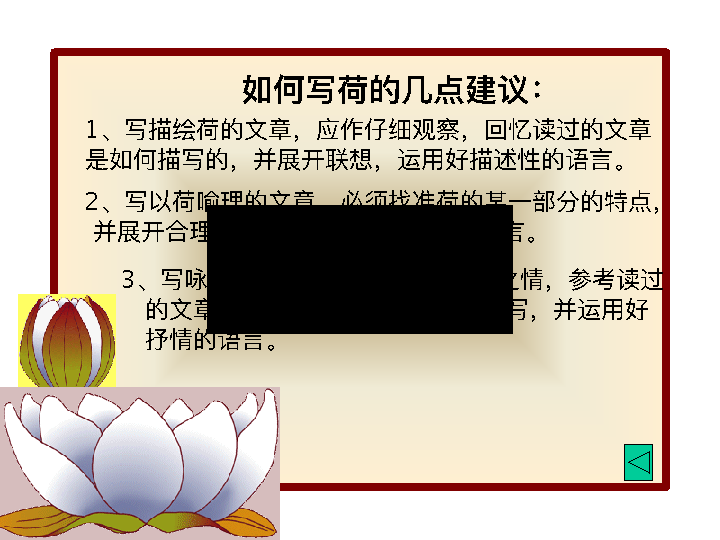 如何写荷的几点建议：
1、写描绘荷的文章，应作仔细观察，回忆读过的文章
是如何描写的，并展开联想，运用好描述性的语言。
2、写以荷喻理的文章，必须找准荷的某一部分的特点，
并展开合理 言。
3、写咏 之情，参考读过
的文章 写，并运用好
抒情的语言。